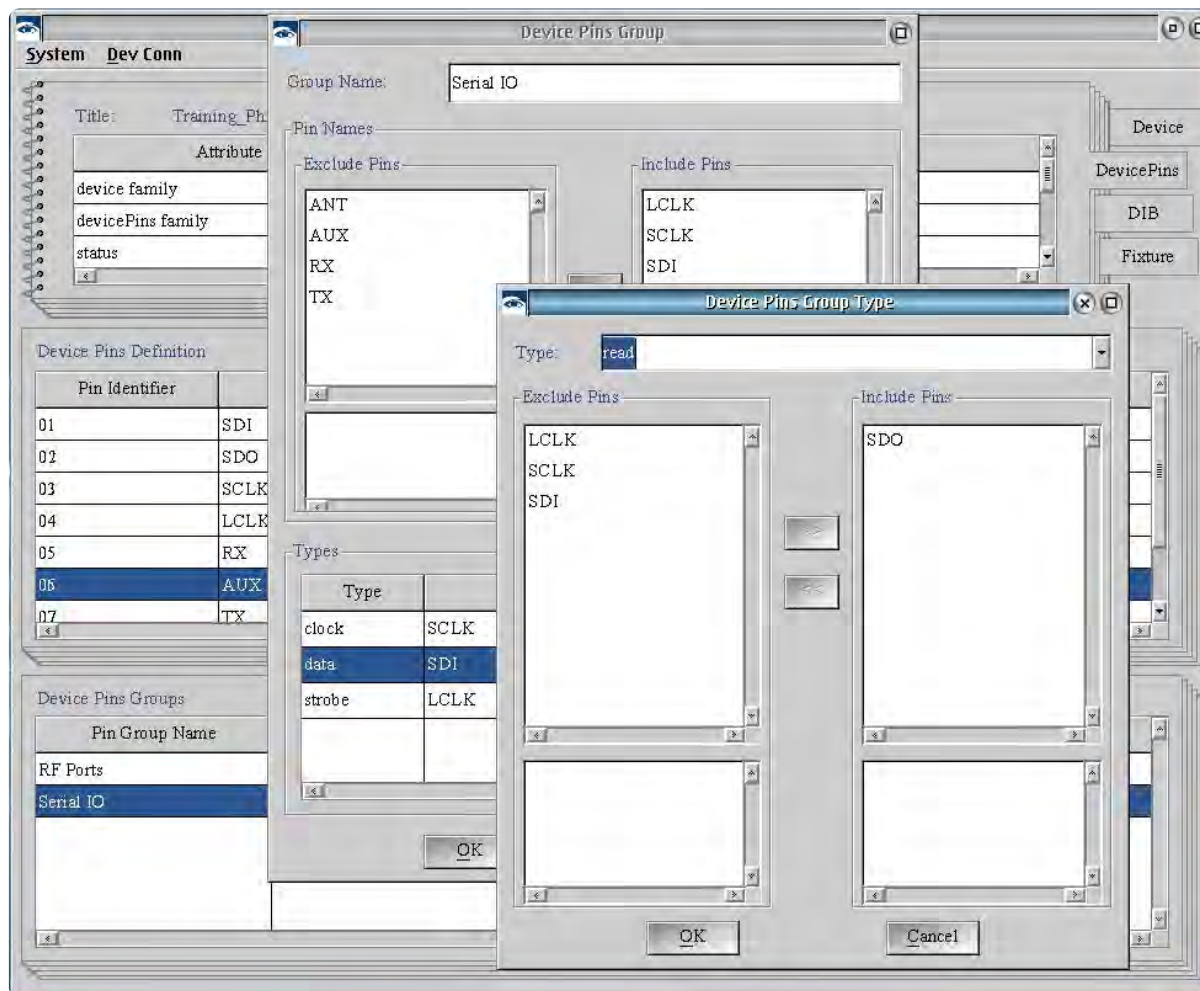 System Dev Conn
Title: Training_Ph
Attribute
device family
devicePins family
status
Device
DevicePins
DIB
Fixture
Device Pins Definition
Pin Identifier
01 SDI
02 SDO
03 SCLK
04 LCLK
05 RX
06 AUX
07 TX
Device Pins Groups
Pin Group Name
RF Ports
Serial IO
Device Pins Group
Group Name: Serial IO
Pin Names
Exclude Pins
ANT
AUX
RX
TX
Include Pins
LCLK
SCLK
SDI
Types
Type
clock SCLK
data SDI
strobe LCLK
OK
Device Pins Group Type
Type: read
Exclude Pins
LCLK
SCLK
SDI
>>
<<
Include Pins
SDO
OK
Cancel